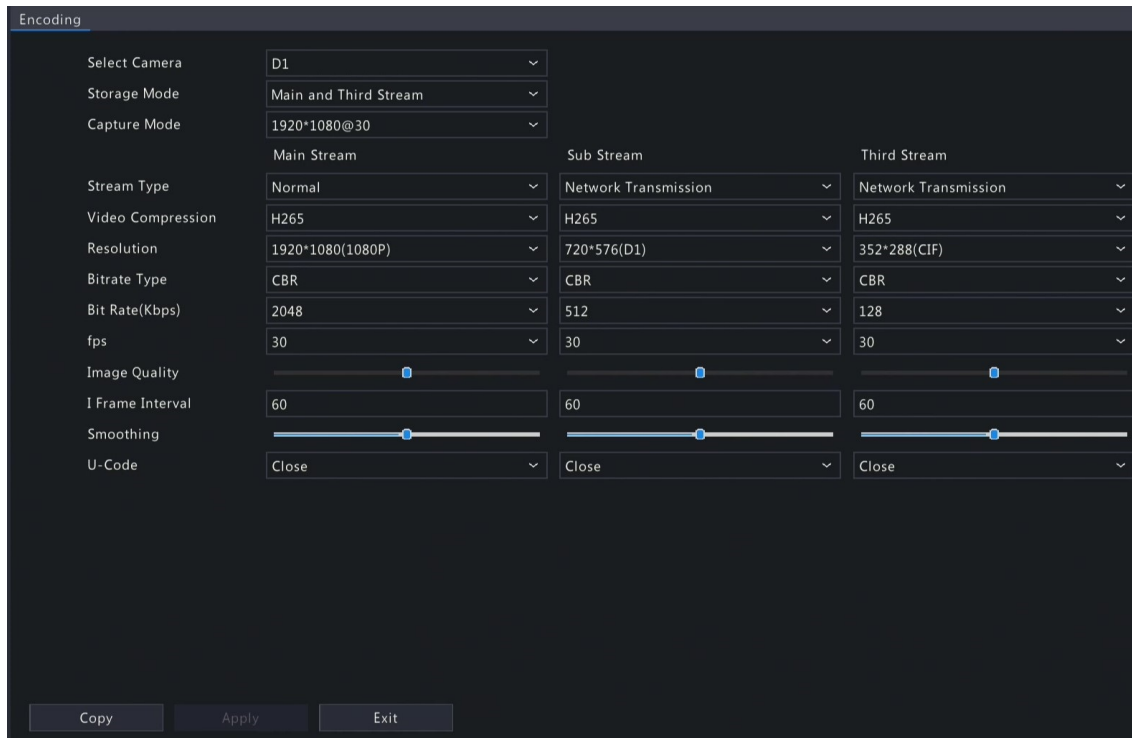 Encoding
Select Camera D1
Storage Mode Main and Third Stream
Capture Mode 1920*1080@30
Main Stream Sub Stream Third Stream
Stream Type Normal Network Transmission Network Transmission
Video Compression H265 H265 H265
Resolution 1920*1080(1080P) 720*576(D1) 352*288(CIF)
Bitrate Type CBR CBR CBR
Bit Rate(Kbps) 2048 512 128
fps 30 30 30
Image Quality
I Frame Interval 60 60 60
Smoothing
U-Code Close Close Close
Copy Apply Exit